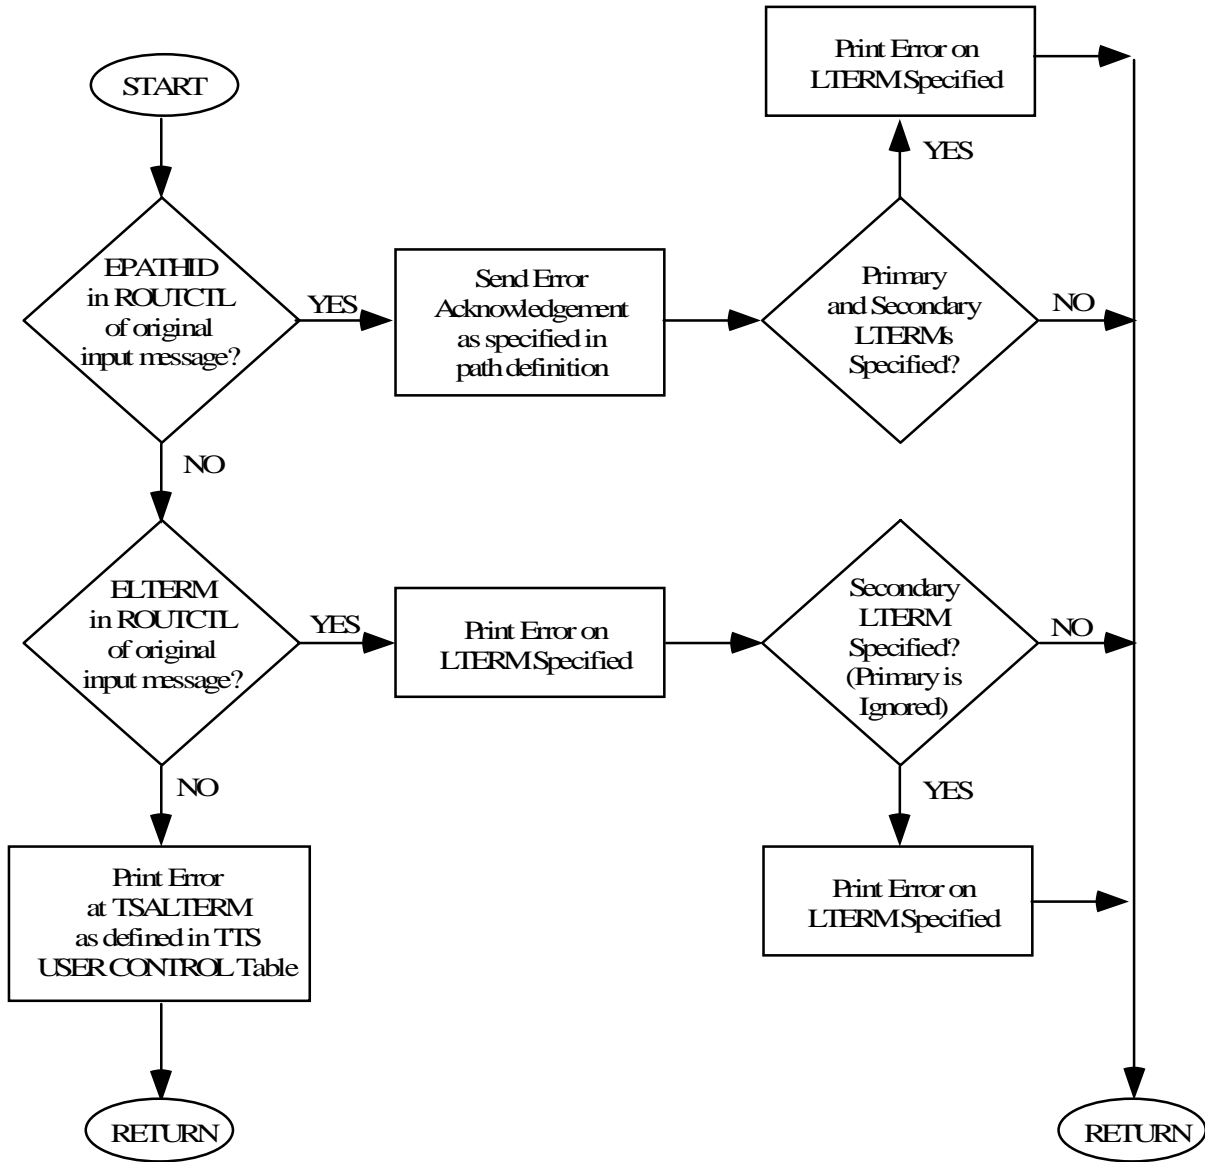 START
EPATHID
in ROUTCTL
of original
input message?
YES
Send Error
Acknowledgement
as specified in
path definition
Primary
and Secondary
LTERMs
Specified?
YES
Print Error on
LTERM Specified
NO
NO
ELTERM
in ROUTCTL
of original
input message?
YES
Print Error on
LTERM Specified
Secondary
LTERM
Specified?
(Primary is
Ignored)
NO
YES
Print Error on
LTERM Specified
NO
Print Error
at TSALTERM
as defined in TTS
USER CONTROL Table
RETURN
RETURN